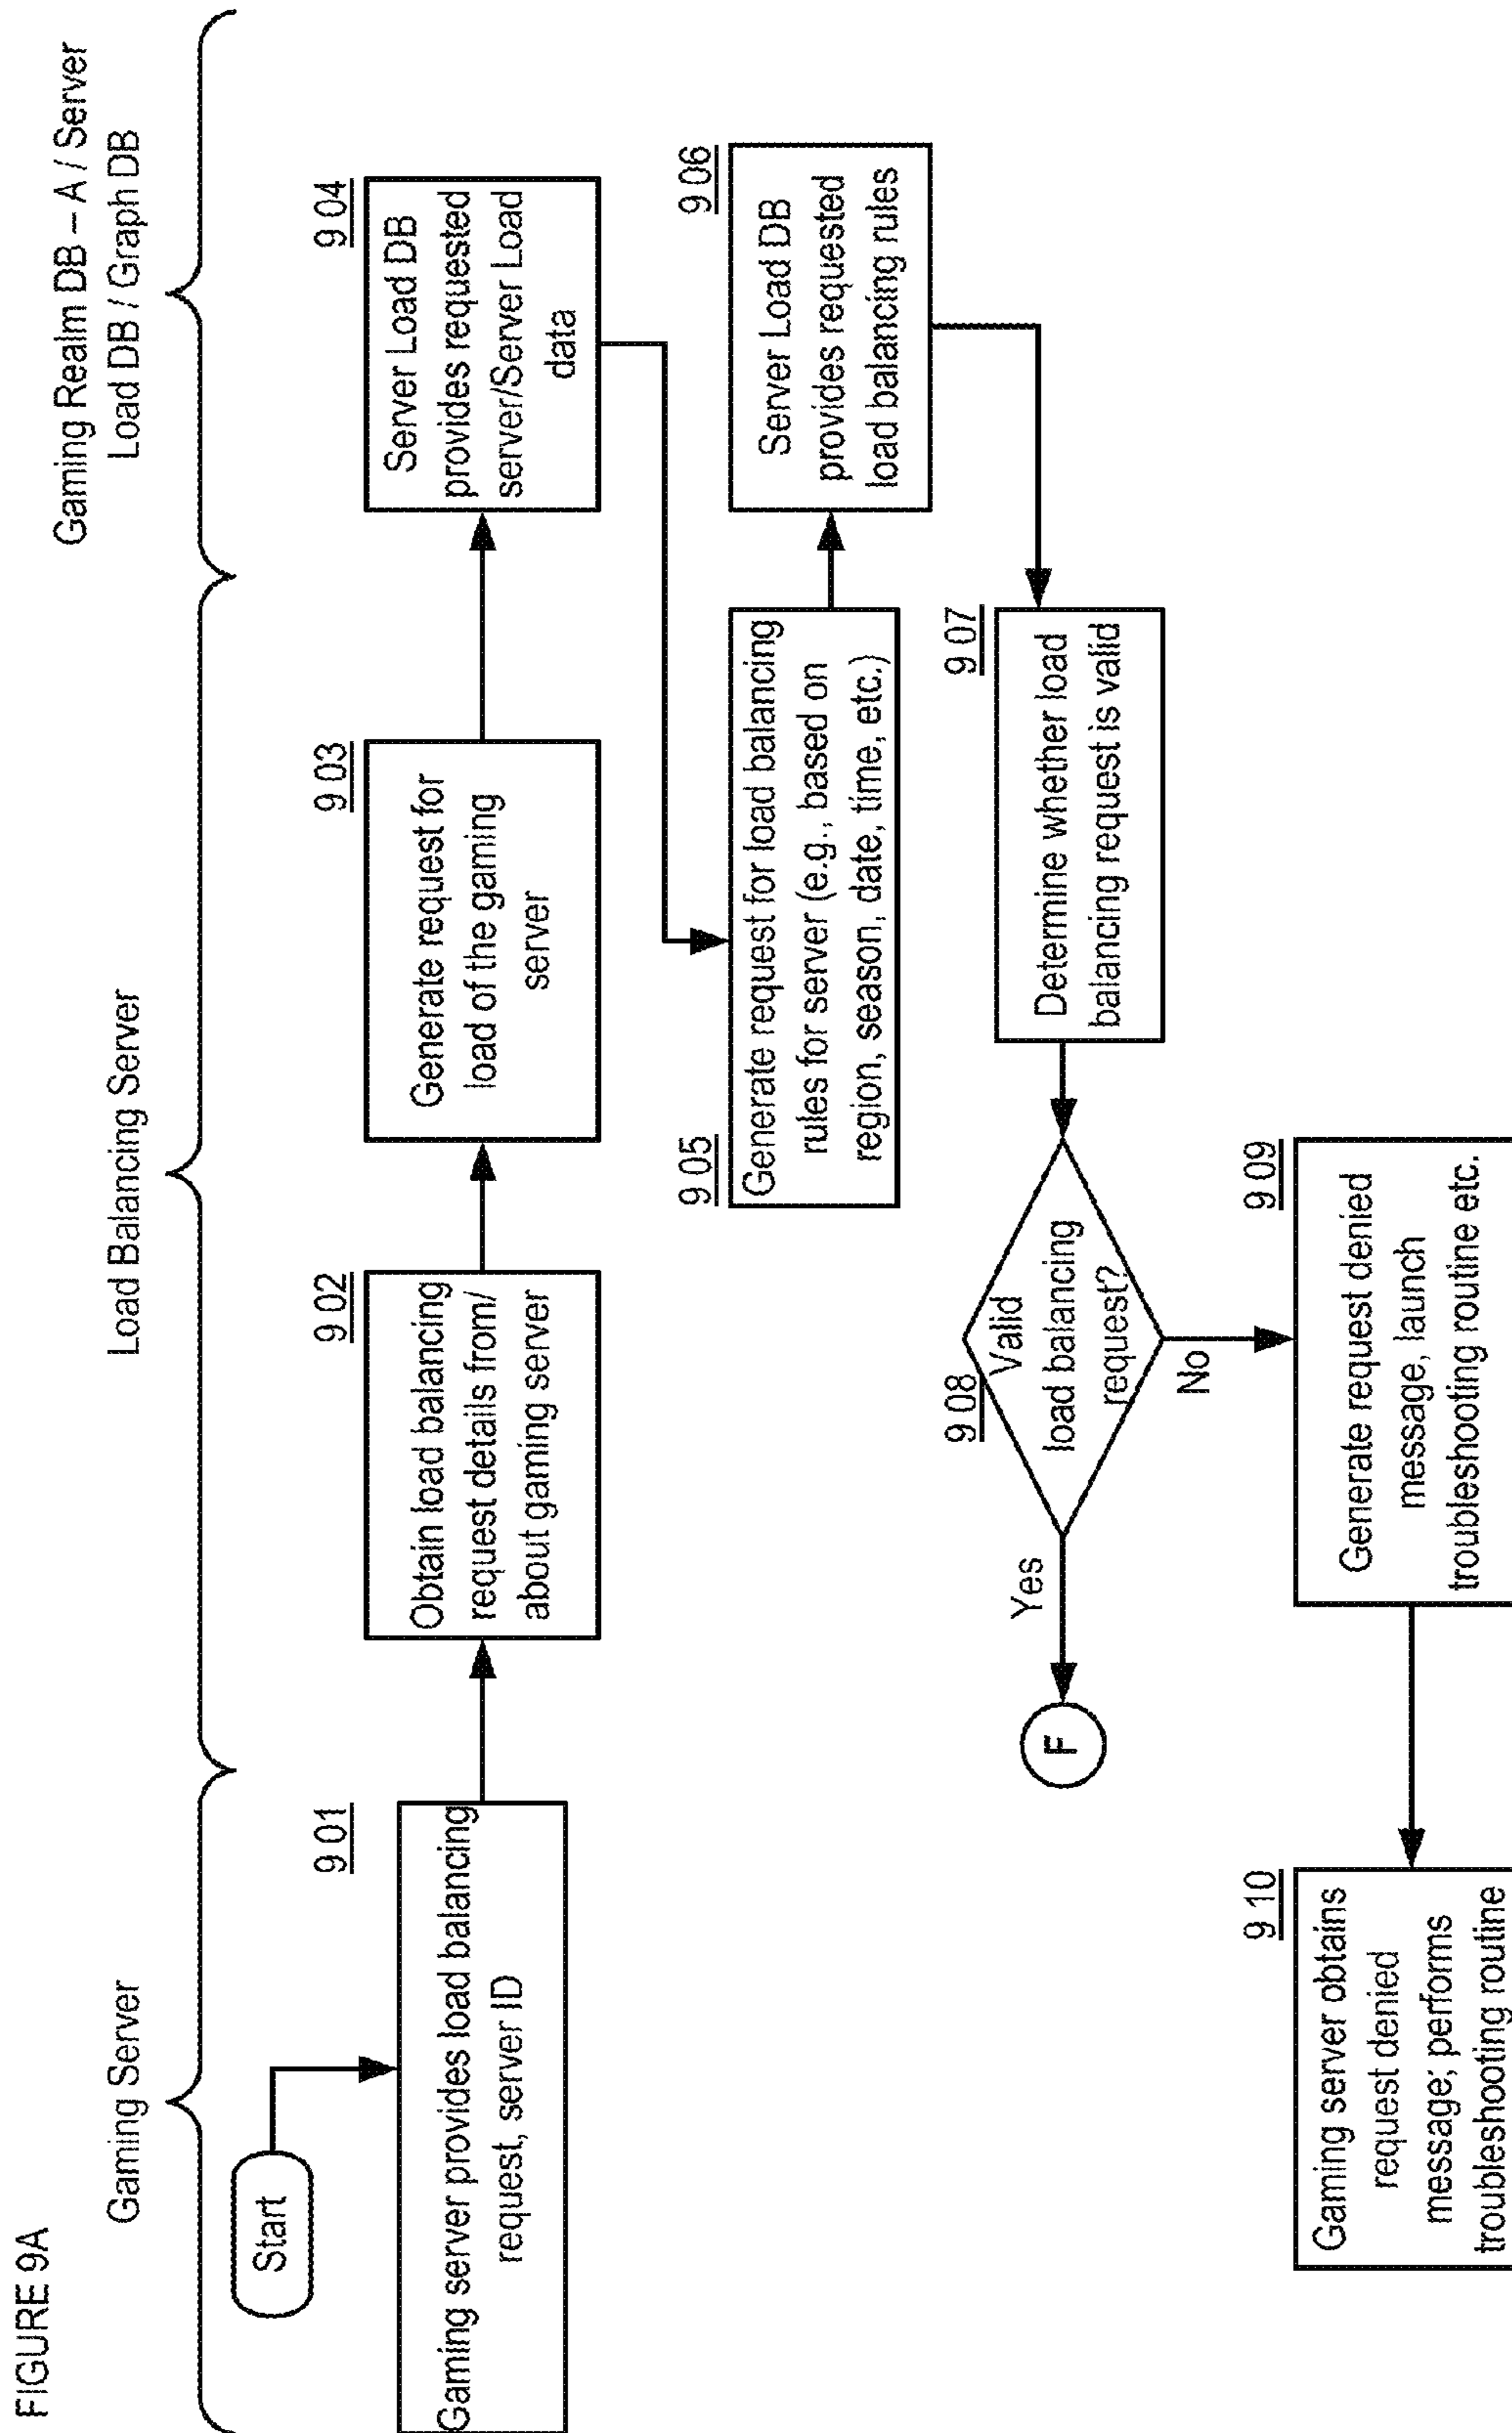 FIGURE 9A
Gaming Server
Load Balancing Server
Gaming Realm DB – A / Server
Load DB / Graph DB
Start
9 01
Gaming server provides load balancing
request, server ID
9 02
Obtain load balancing
request details from/
about gaming server
9 03
Generate request for
load of the gaming
server
9 04
Server Load DB
provides requested
server/Server Load
data
9 05
Generate request for load balancing
rules for server (e.g., based on
region, season, date, time, etc.)
9 06
Server Load DB
provides requested
load balancing rules
9 07
Determine whether load
balancing request is valid
9 08
Valid
load balancing
request?
Yes
F
No
9 09
Generate request denied
message, launch
troubleshooting routine etc.
9 10
Gaming server obtains
request denied
message; performs
troubleshooting routine